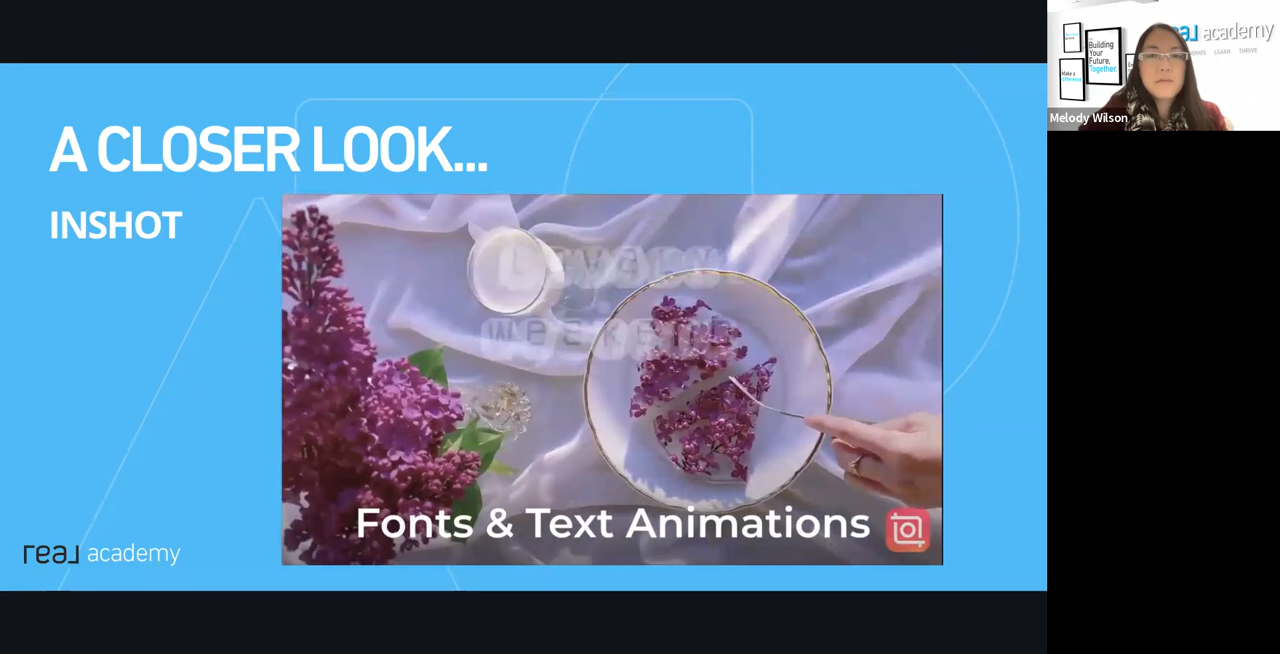 A CLOSER LOOK...
INSHOT
Fonts & Text Animations
real academy
real academy
LEARN THRIVE
Building
Your
Future,
Together.
Make a
difference
Melody Wilson